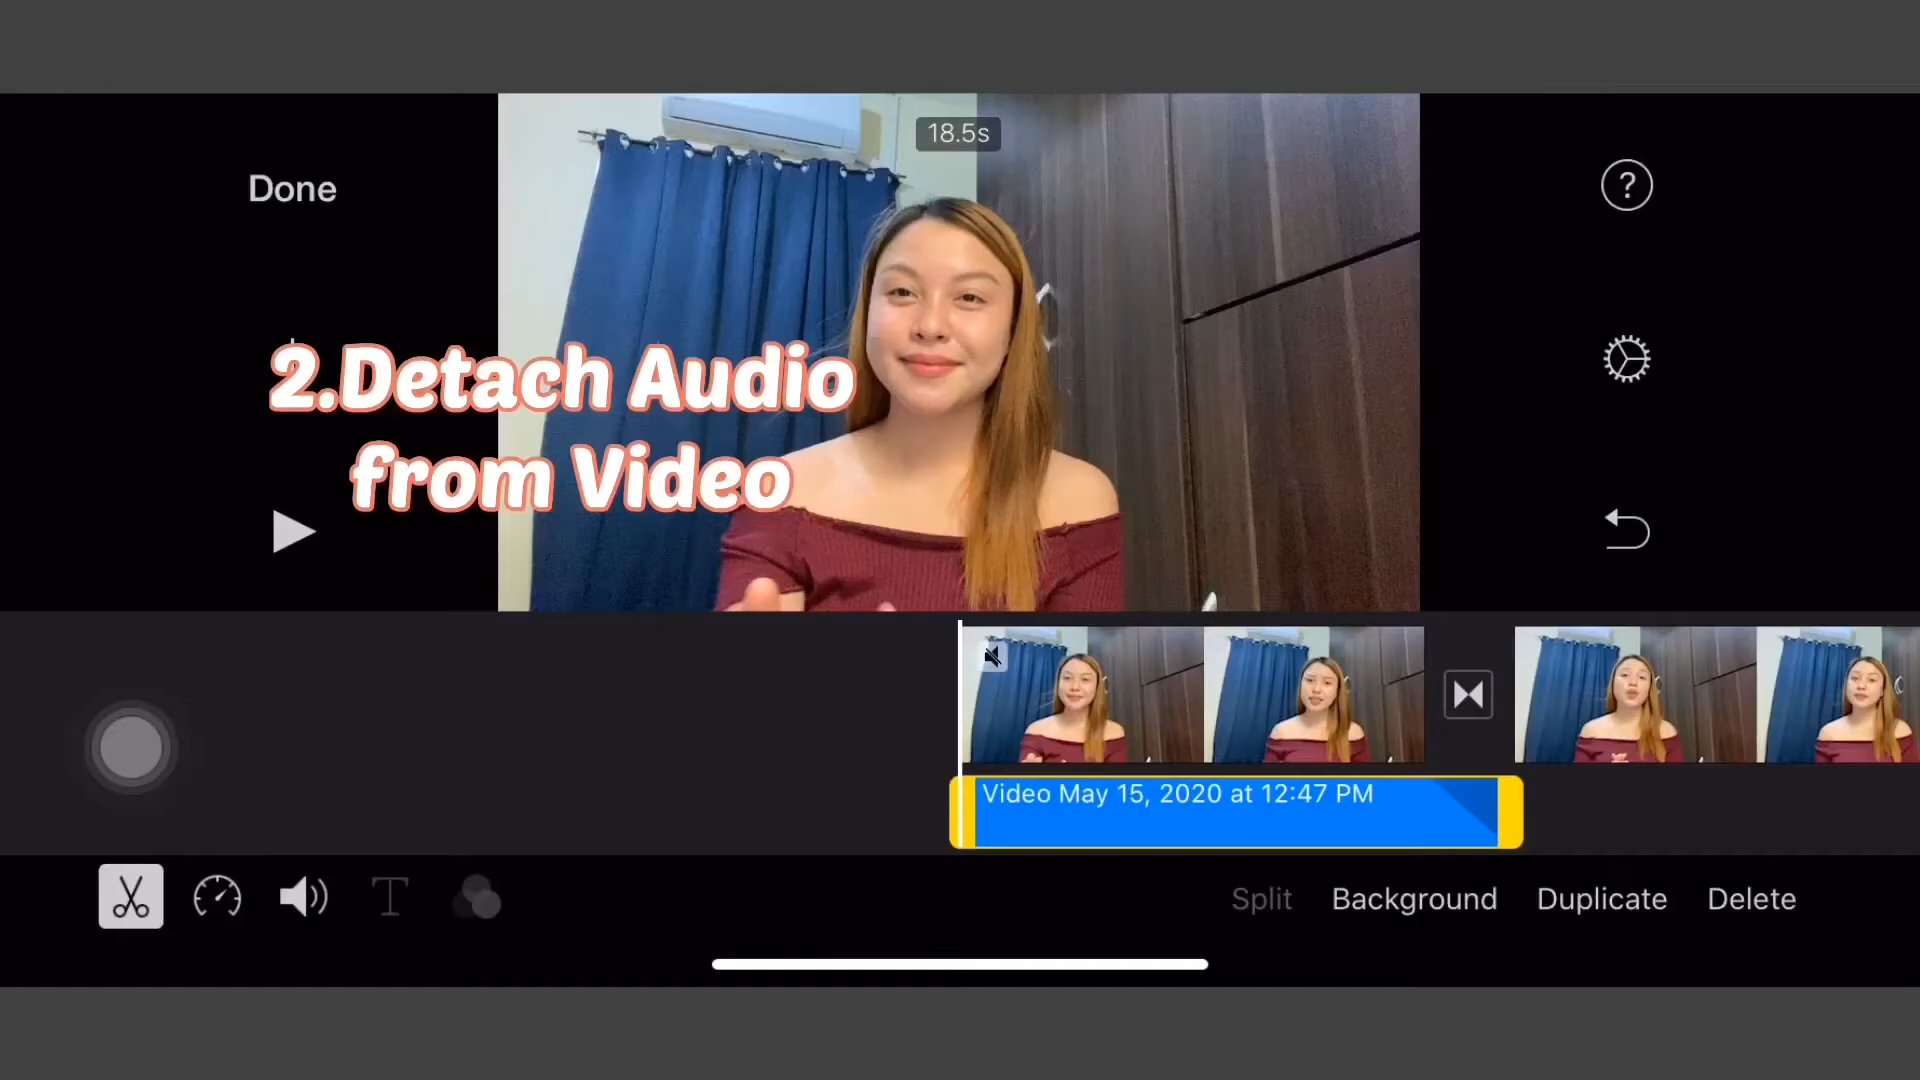 18.5s
Done
?
2.Detach Audio
from Video
Video May 15, 2020 at 12:47 PM
T
Split Background Duplicate Delete